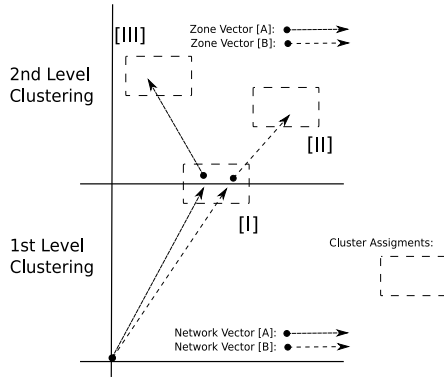 [III]
Zone Vector [A]:
Zone Vector [B]:
2nd Level
Clustering
[II]
[I]
1st Level
Clustering
Cluster Assigments:
Network Vector [A]:
Network Vector [B]: